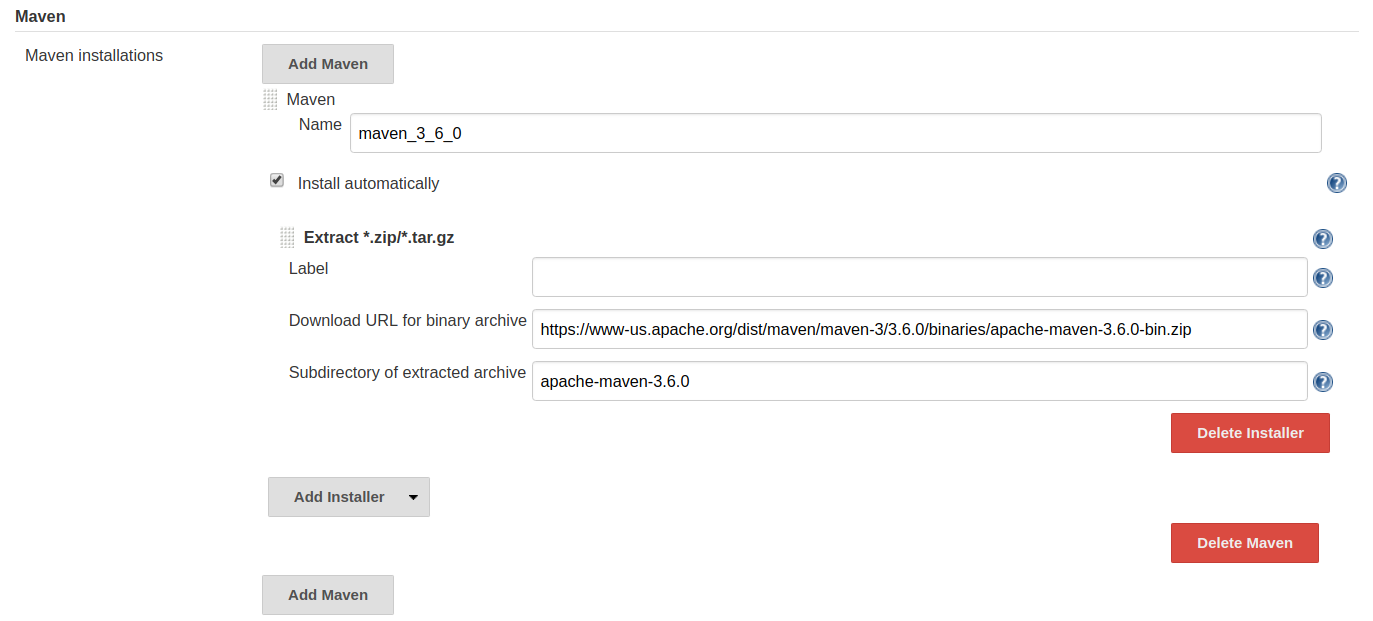 Maven
Maven installations
Add Maven
Maven
Name
maven_3_6_0
Install automatically
?
Extract *.zip/*.tar.gz
?
Label
?
Download URL for binary archive
https://www-us.apache.org/dist/maven/maven-3/3.6.0/binaries/apache-maven-3.6.0-bin.zip
?
Subdirectory of extracted archive
apache-maven-3.6.0
?
Delete Installer
Add Installer
Delete Maven
Add Maven